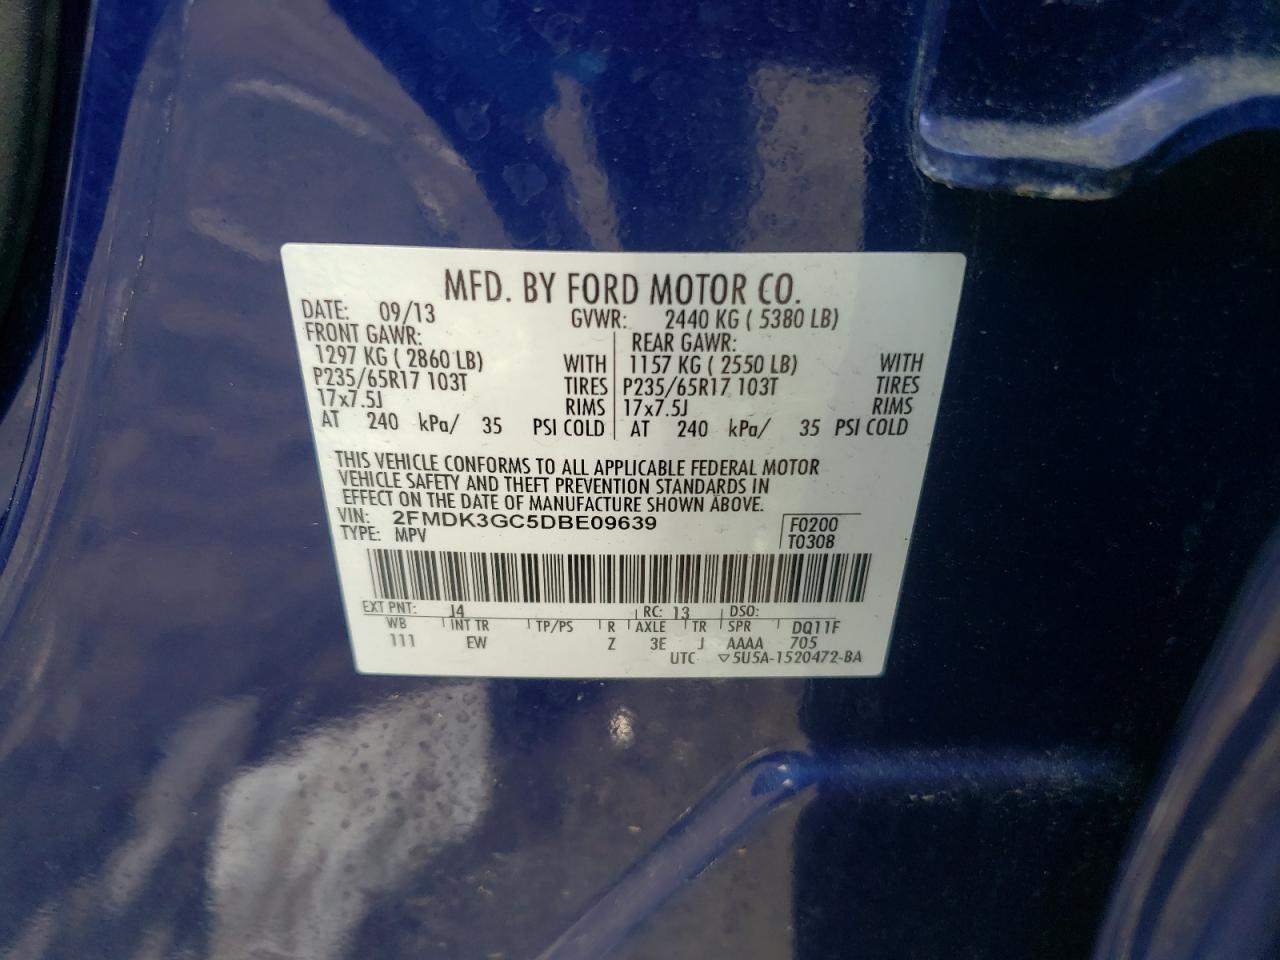 MFD. BY FORD MOTOR CO.
DATE: 09/13 GVWR: 2440 KG ( 5380 LB)
FRONT GAWR: REAR GAWR:
1297 KG ( 2860 LB) WITH 1157 KG ( 2550 LB) WITH
P235/65R17 103T TIRES P235/65R17 103T TIRES
17x7.5J RIMS 17x7.5J RIMS
AT 240 kPa/ 35 PSI COLD AT 240 kPa/ 35 PSI COLD
THIS VEHICLE CONFORMS TO ALL APPLICABLE FEDERAL MOTOR
VEHICLE SAFETY AND THEFT PREVENTION STANDARDS IN
EFFECT ON THE DATE OF MANUFACTURE SHOWN ABOVE.
VIN: 2FMDK3GC5DBE09639 F0200
TYPE: MPV T0308
EXT PNT: J4 RC: 13 DSO:
WB INT TR TP/PS R AXLE TR SPR DQ11F
111 EW Z 3E J AAAA 705
UTC ▽5U5A-1520472-BA